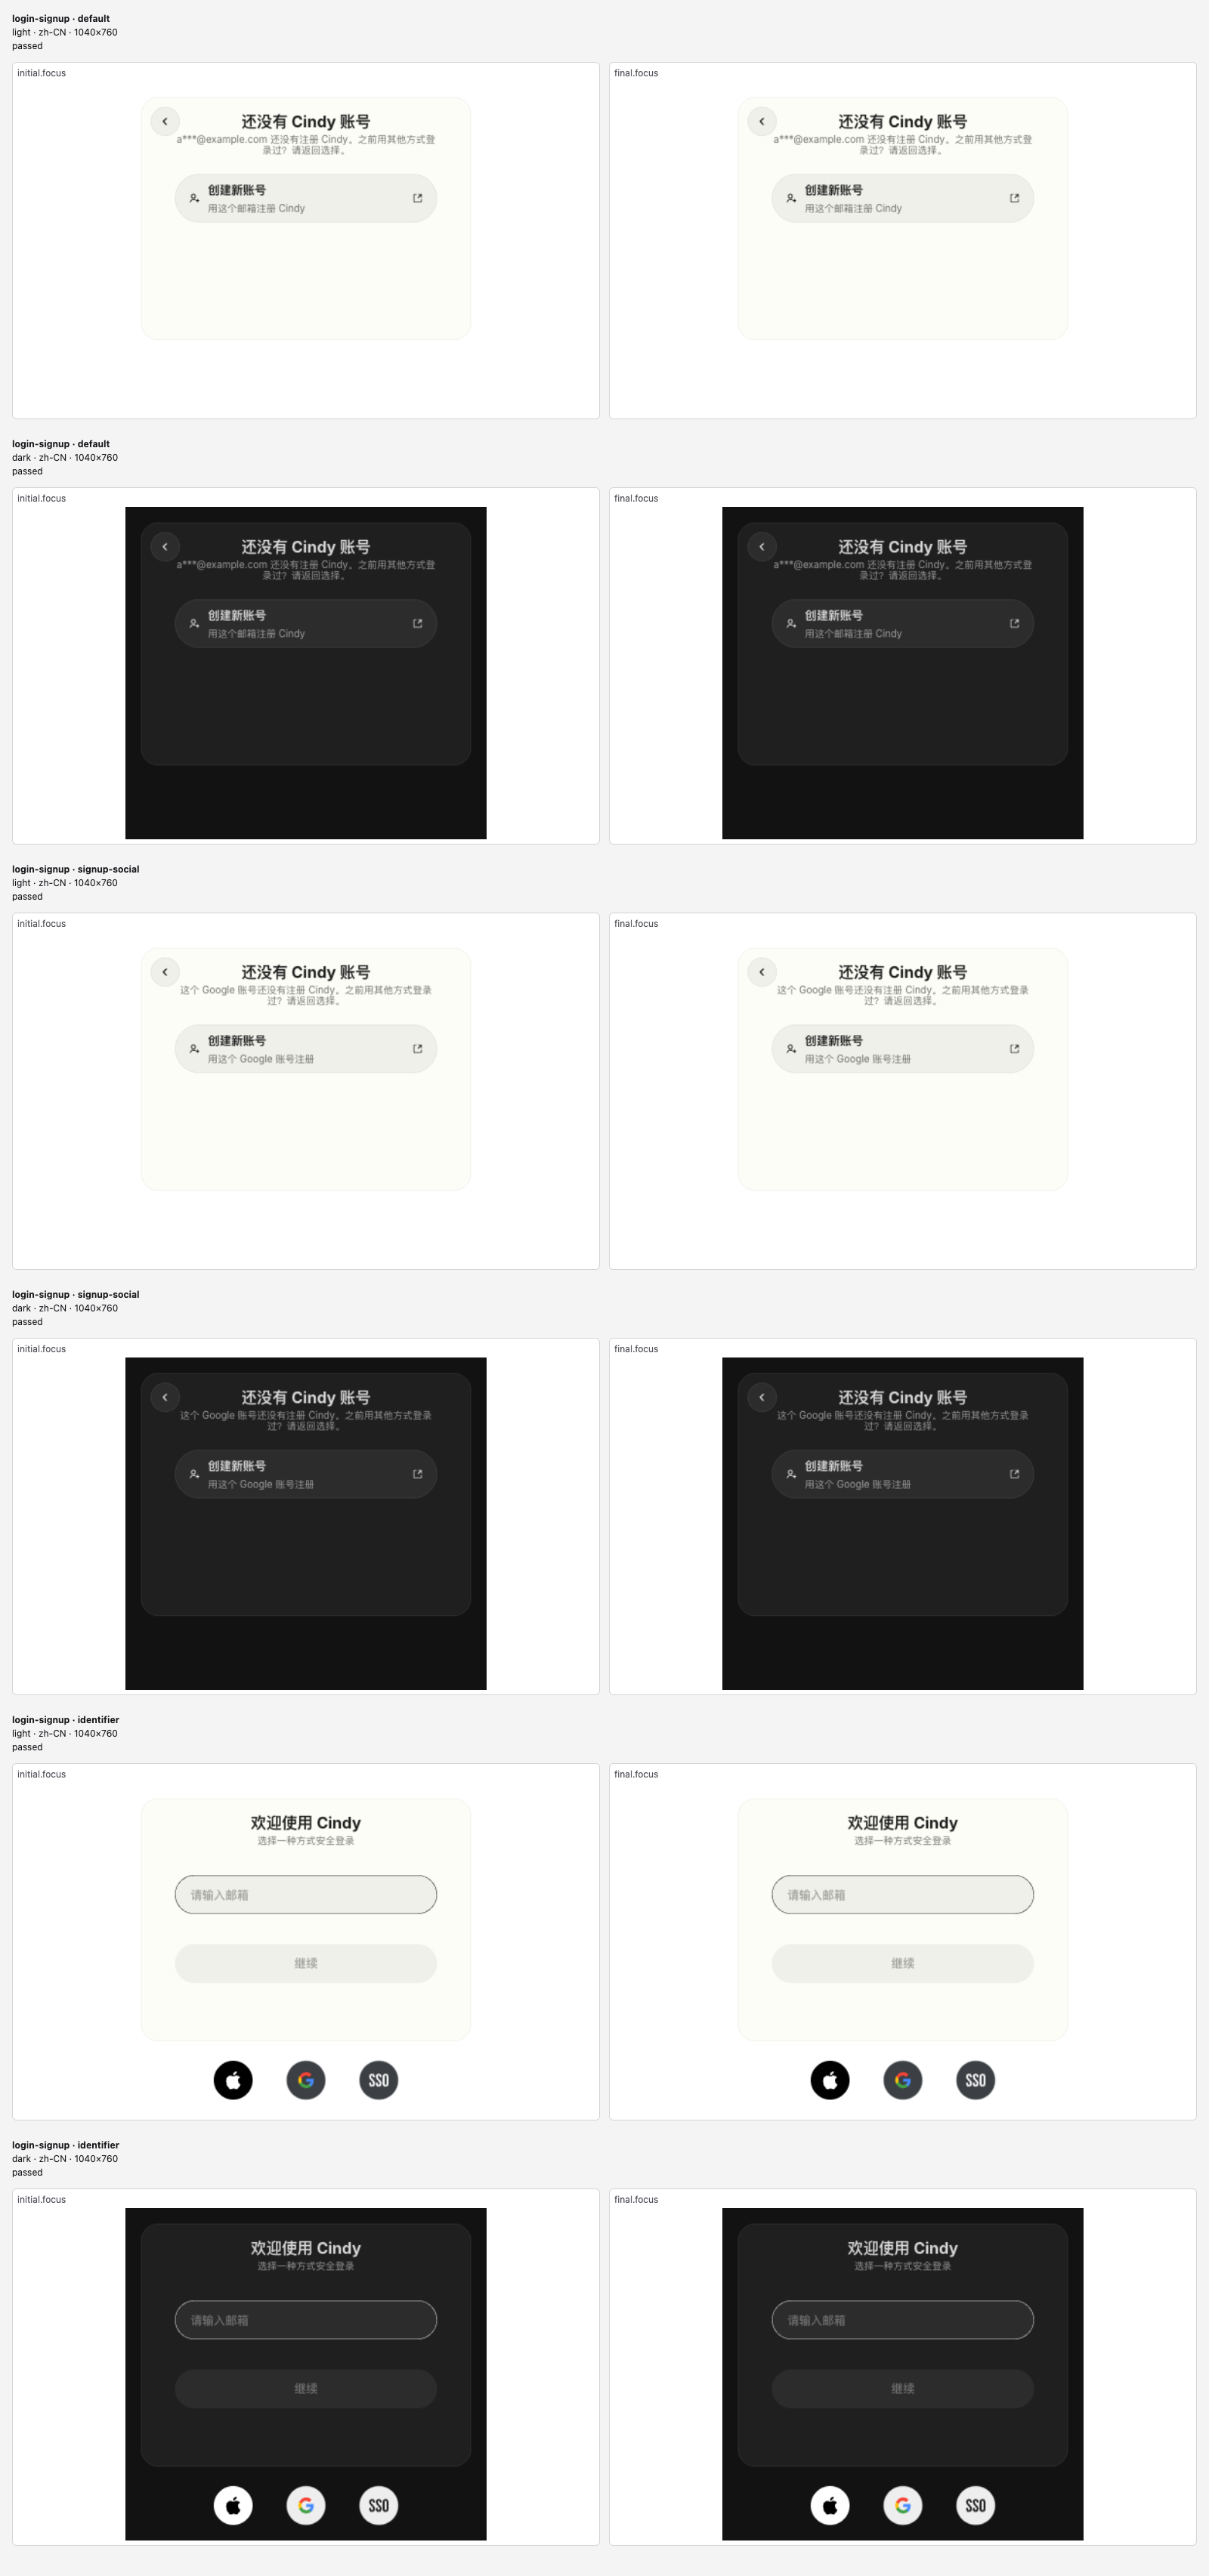 login-signup · default
light · zh-CN · 1040×760
passed
initial.focus
还没有 Cindy 账号
a***@example.com 还没有注册 Cindy。之前用其他方式登
录过？请返回选择。
创建新账号
用这个邮箱注册 Cindy
final.focus
还没有 Cindy 账号
a***@example.com 还没有注册 Cindy。之前用其他方式登
录过？请返回选择。
创建新账号
用这个邮箱注册 Cindy
login-signup · default
dark · zh-CN · 1040×760
passed
initial.focus
还没有 Cindy 账号
a***@example.com 还没有注册 Cindy。之前用其他方式登
录过？请返回选择。
创建新账号
用这个邮箱注册 Cindy
final.focus
还没有 Cindy 账号
a***@example.com 还没有注册 Cindy。之前用其他方式登
录过？请返回选择。
创建新账号
用这个邮箱注册 Cindy
login-signup · signup-social
light · zh-CN · 1040×760
passed
initial.focus
还没有 Cindy 账号
这个 Google 账号还没有注册 Cindy。之前用其他方式登录
过？请返回选择。
创建新账号
用这个 Google 账号注册
final.focus
还没有 Cindy 账号
这个 Google 账号还没有注册 Cindy。之前用其他方式登录
过？请返回选择。
创建新账号
用这个 Google 账号注册
login-signup · signup-social
dark · zh-CN · 1040×760
passed
initial.focus
还没有 Cindy 账号
这个 Google 账号还没有注册 Cindy。之前用其他方式登录
过？请返回选择。
创建新账号
用这个 Google 账号注册
final.focus
还没有 Cindy 账号
这个 Google 账号还没有注册 Cindy。之前用其他方式登录
过？请返回选择。
创建新账号
用这个 Google 账号注册
login-signup · identifier
light · zh-CN · 1040×760
passed
initial.focus
欢迎使用 Cindy
选择一种方式安全登录
请输入邮箱
继续
SSO
final.focus
欢迎使用 Cindy
选择一种方式安全登录
请输入邮箱
继续
SSO
login-signup · identifier
dark · zh-CN · 1040×760
passed
initial.focus
欢迎使用 Cindy
选择一种方式安全登录
请输入邮箱
继续
SSO
final.focus
欢迎使用 Cindy
选择一种方式安全登录
请输入邮箱
继续
SSO